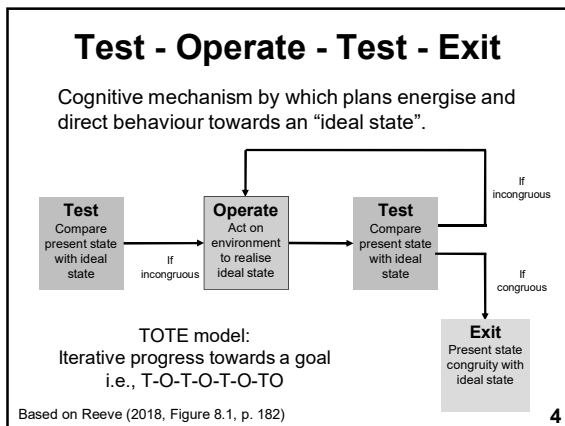 Test - Operate - Test - Exit
Cognitive mechanism by which plans energise and
direct behaviour towards an “ideal state”.
If
incongruous
Test
Compare
present state
with ideal
state
If
incongruous
Operate
Act on
environment
to realise
ideal state
Test
Compare
present state
with ideal
state
If
congruous
Exit
Present state
congruity with
ideal state
TOTE model:
Iterative progress towards a goal
i.e., T-O-T-O-T-O-TO
Based on Reeve (2018, Figure 8.1, p. 182)
4